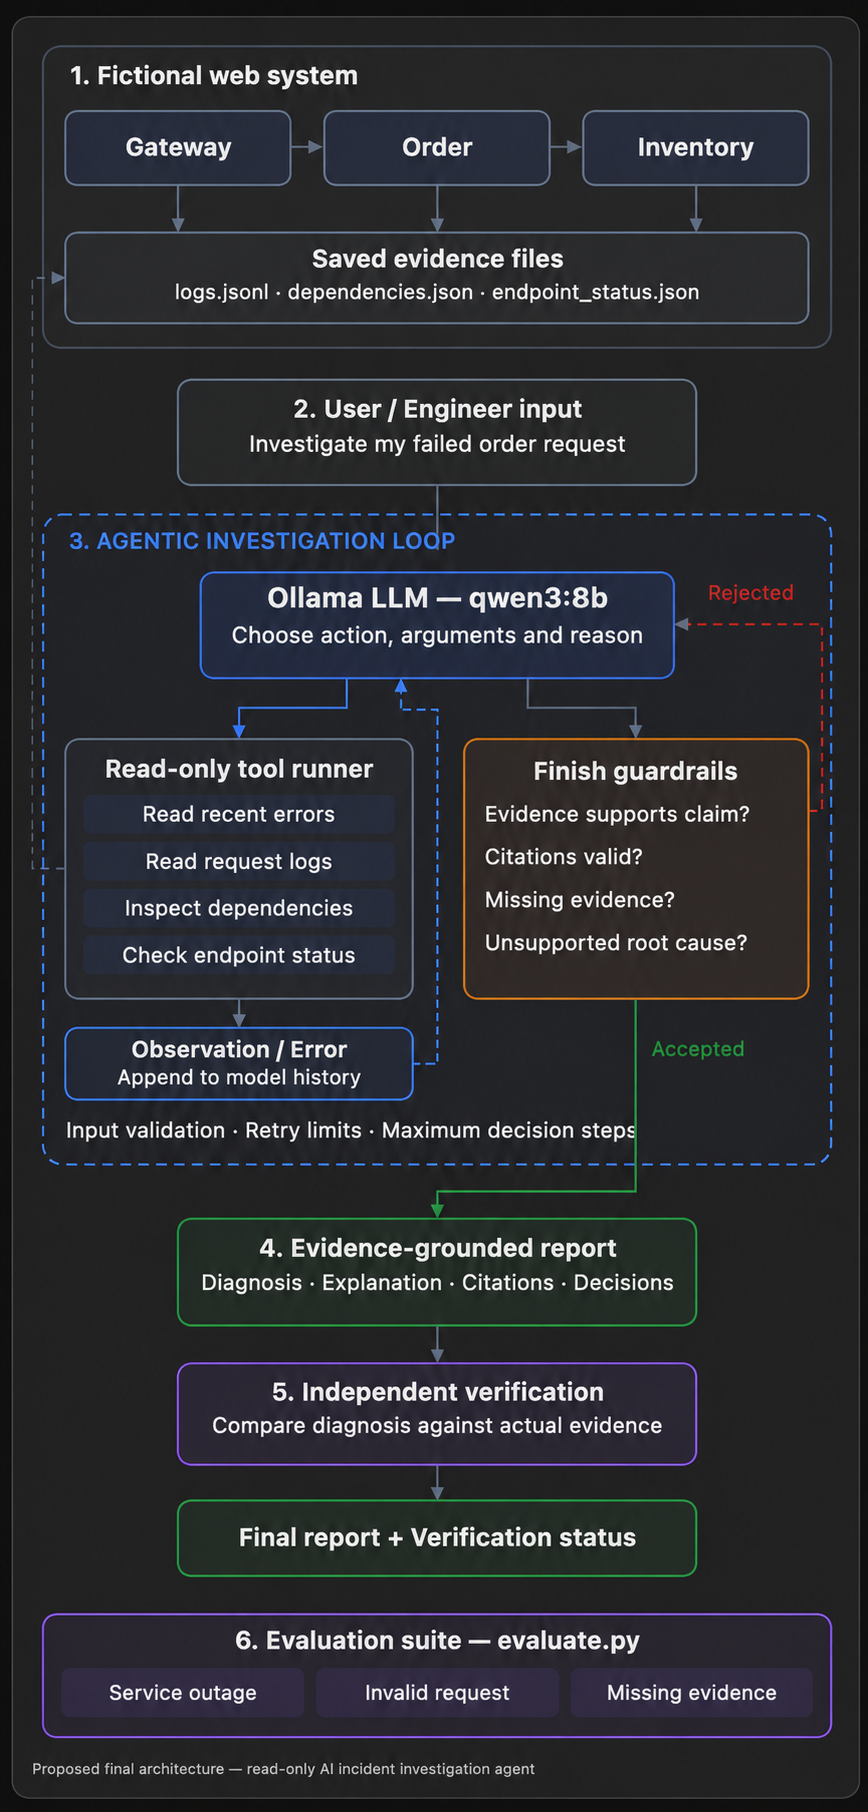 1. Fictional web system
Gateway
Order
Inventory
Saved evidence files
logs.jsonl · dependencies.json · endpoint_status.json
2. User / Engineer input
Investigate my failed order request
3. AGENTIC INVESTIGATION LOOP
Ollama LLM — qwen3:8b
Choose action, arguments and reason
Rejected
Read-only tool runner
Read recent errors
Read request logs
Inspect dependencies
Check endpoint status
Finish guardrails
Evidence supports claim?
Citations valid?
Missing evidence?
Unsupported root cause?
Observation / Error
Append to model history
Accepted
Input validation · Retry limits · Maximum decision steps
4. Evidence-grounded report
Diagnosis · Explanation · Citations · Decisions
5. Independent verification
Compare diagnosis against actual evidence
Final report + Verification status
6. Evaluation suite — evaluate.py
Service outage
Invalid request
Missing evidence
Proposed final architecture — read-only AI incident investigation agent